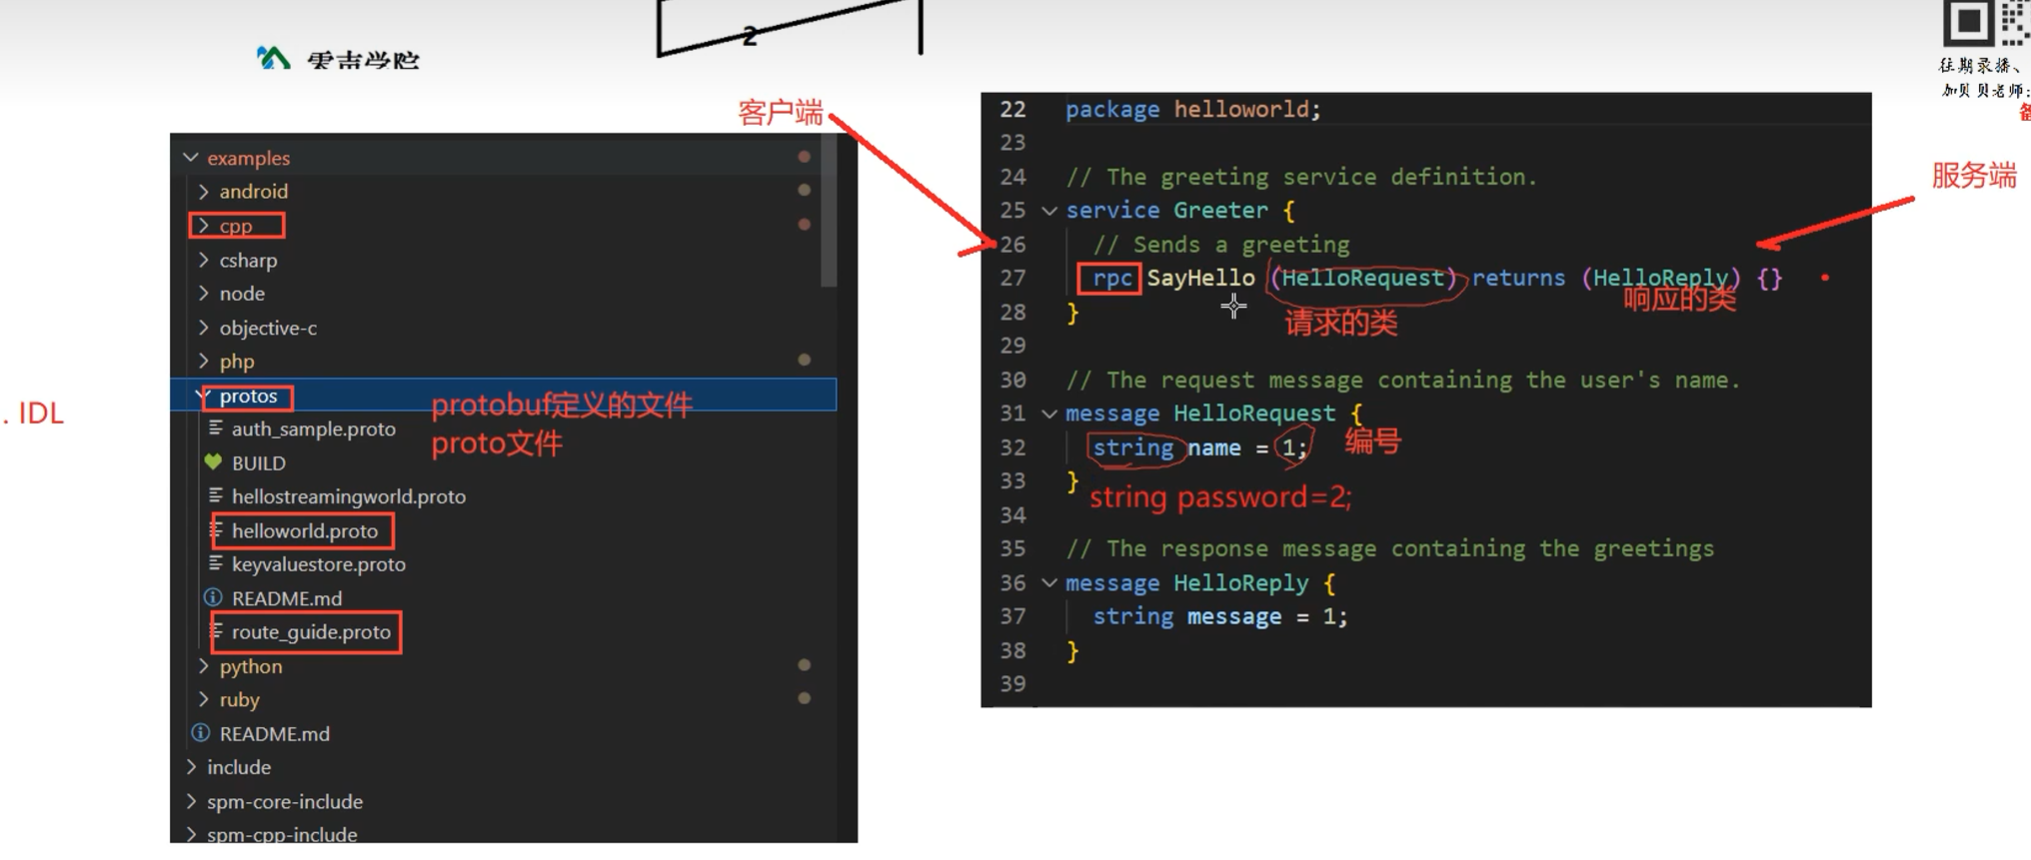 2
零声学院
往期录播、
加贝贝老师:
客户端
服务端
. IDL
examples
android
cpp
csharp
node
objective-c
php
protos
auth_sample.proto
BUILD
hellostreamingworld.proto
helloworld.proto
keyvaluestore.proto
README.md
route_guide.proto
python
ruby
README.md
include
spm-core-include
spm-cpp-include
protobuf定义的文件
proto文件
22 package helloworld;
23
24 // The greeting service definition.
25 service Greeter {
26 // Sends a greeting
27 rpc SayHello (HelloRequest) returns (HelloReply) {}
响应的类
28 }
请求的类
29
30 // The request message containing the user's name.
31 message HelloRequest {
32 string name = 1;
编号
33 }
string password=2;
34
35 // The response message containing the greetings
36 message HelloReply {
37 string message = 1;
38 }
39